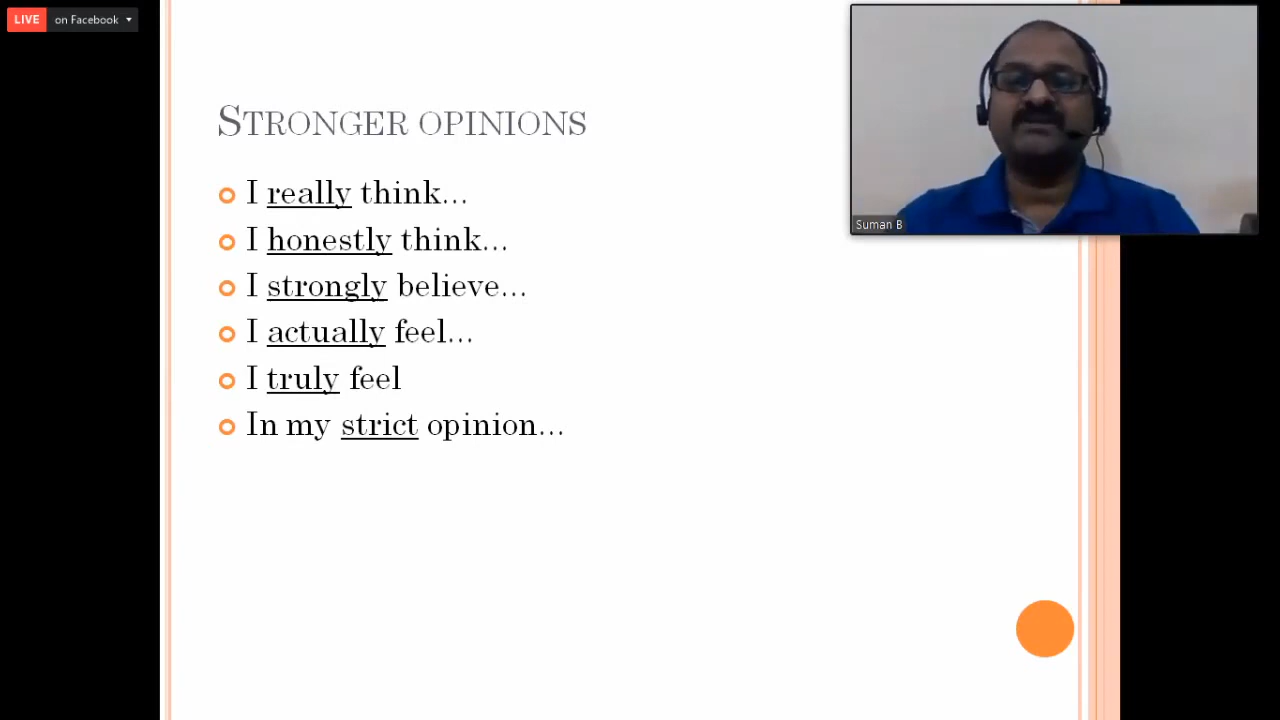 LIVE on Facebook
STRONGER OPINIONS
I really think...
I honestly think...
I strongly believe...
I actually feel...
I truly feel
In my strict opinion...
Suman B